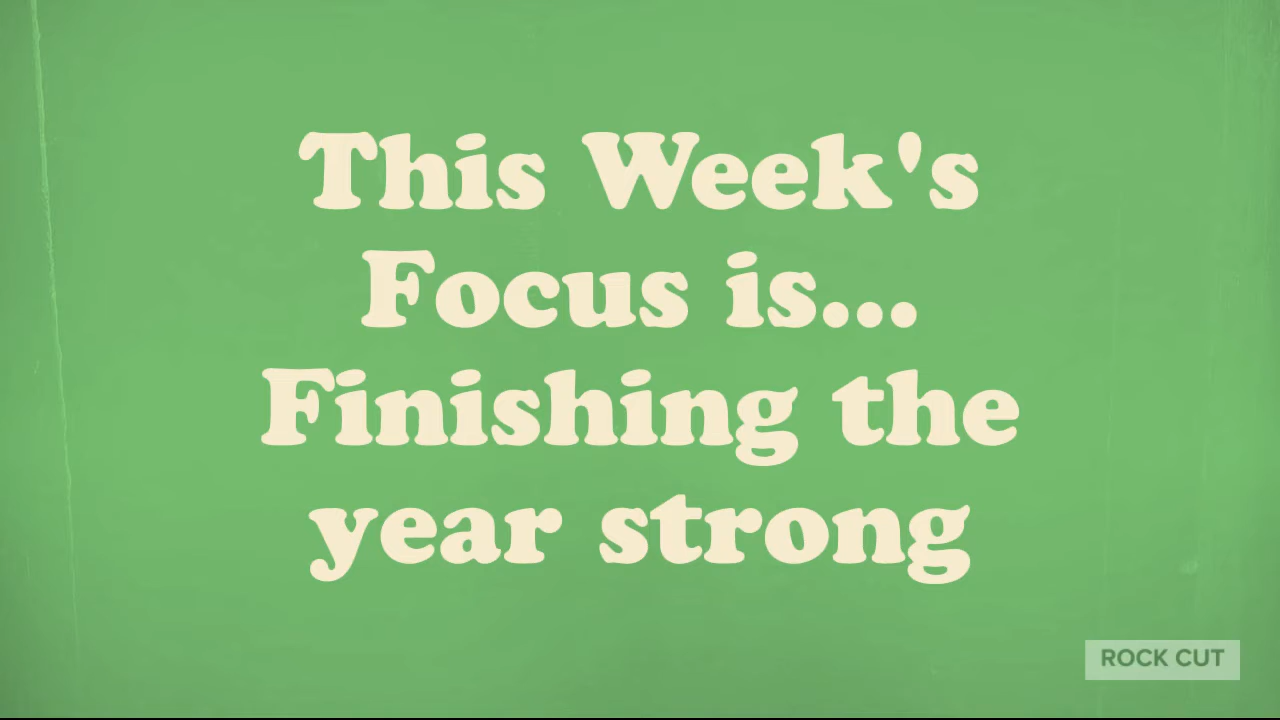 This Week's
Focus is...
Finishing the
year strong
ROCK CUT